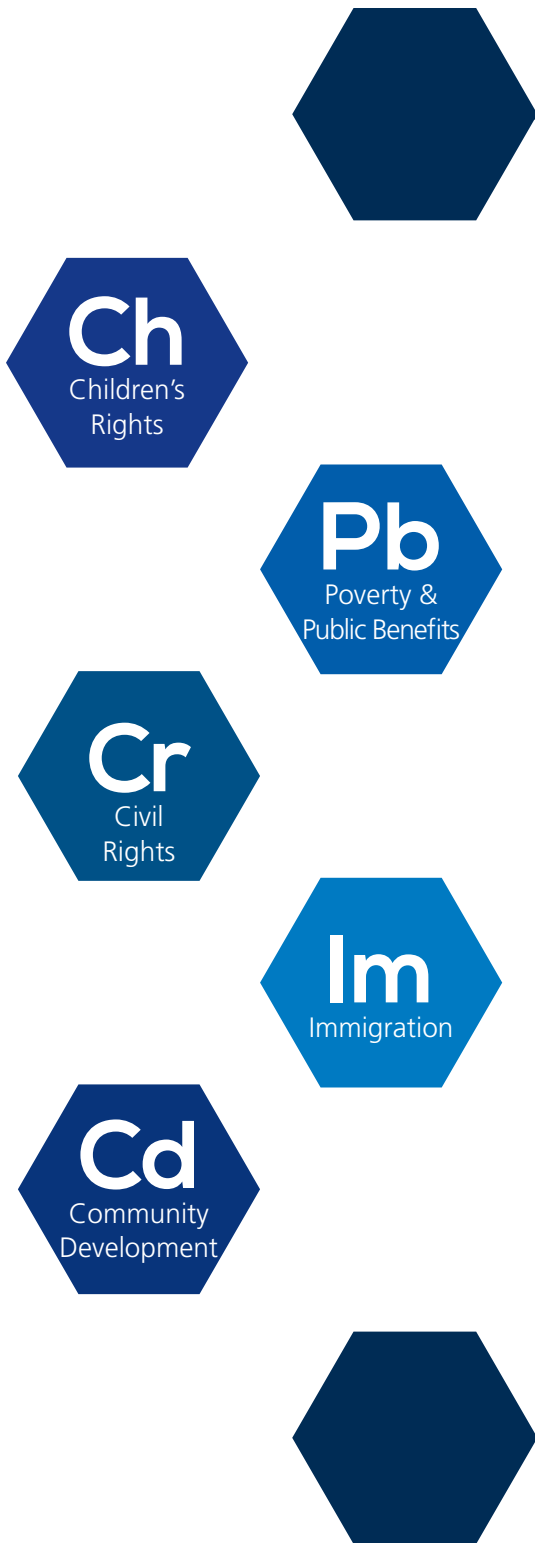 Ch
Children’s
Rights
Pb
Poverty &
Public Benefits
Cr
Civil
Rights
Im
Immigration
Cd
Community
Development